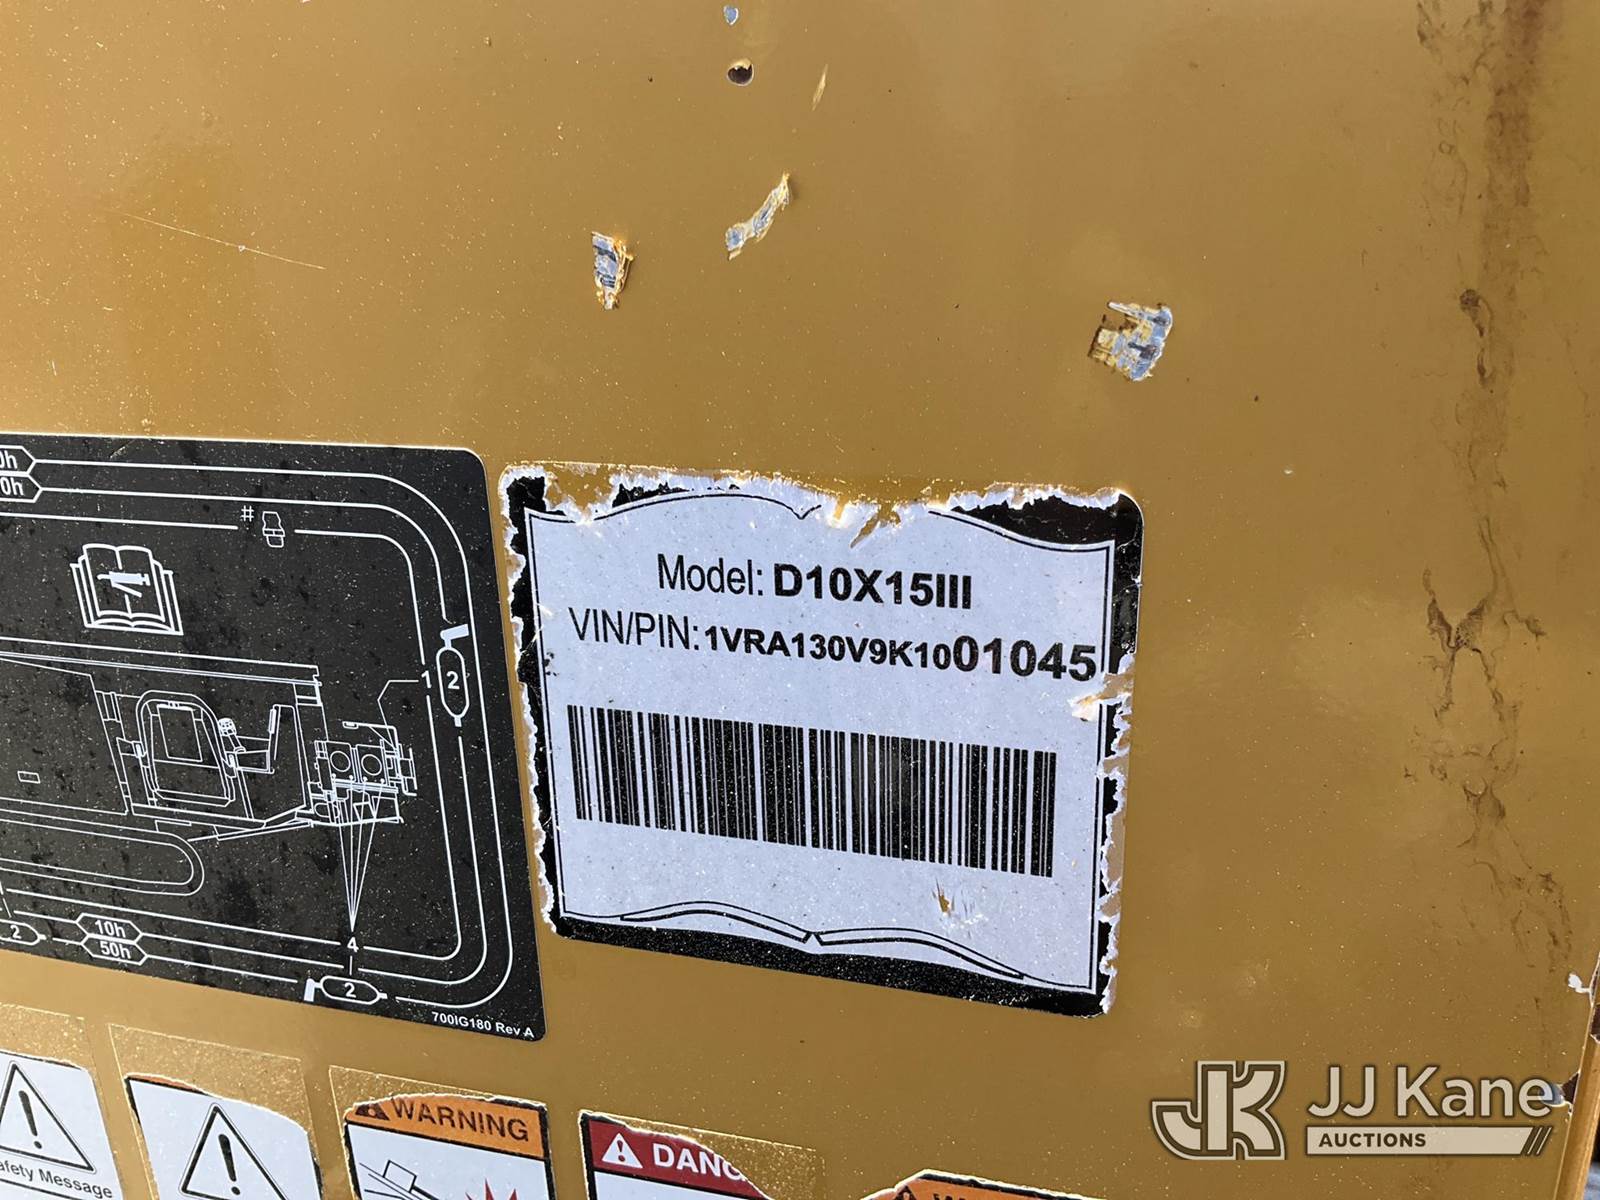 0h
0h
#
Model: D10X15III
VIN/PIN: 1VRA130V9K1001045
1
2
10h
50h
2
4
2
700IG180 Rev A
WARNING
DANG
afety Message
JK JJ Kane
AUCTIONS